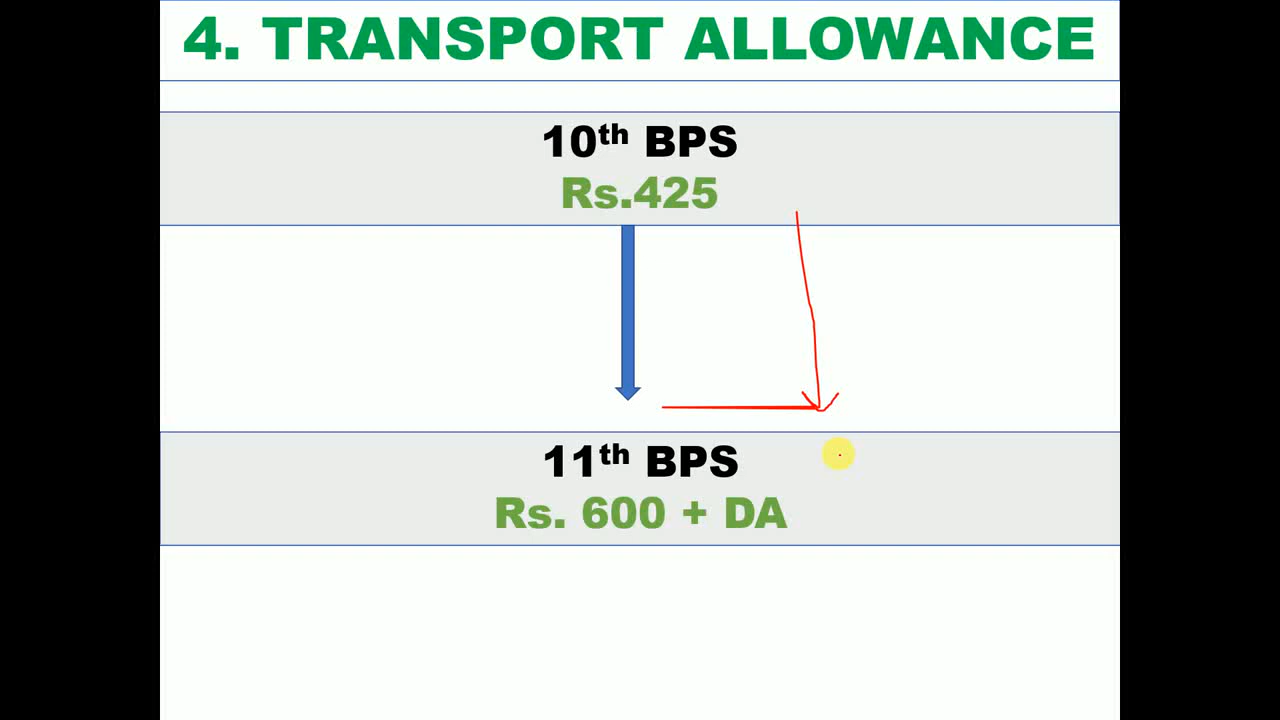 4. TRANSPORT ALLOWANCE
10th BPS
Rs.425
11th BPS
Rs. 600 + DA